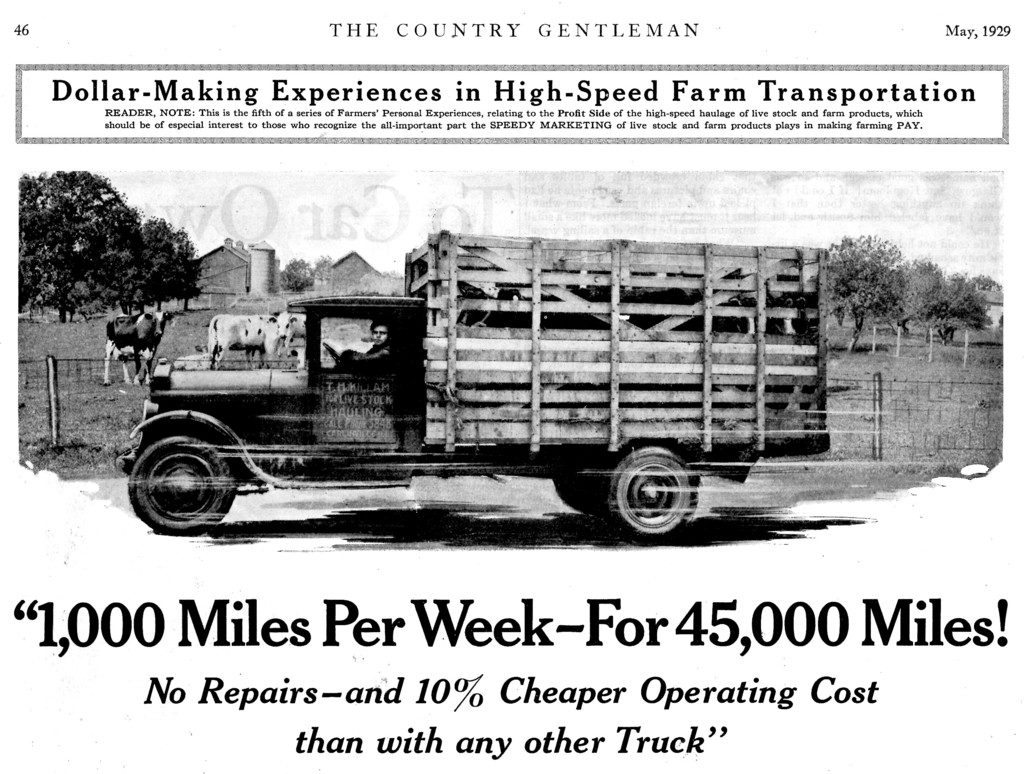 46
THE COUNTRY GENTLEMAN
May, 1929
Dollar-Making Experiences in High-Speed Farm Transportation
READER, NOTE: This is the fifth of a series of Farmers' Personal Experiences, relating to the Profit Side of the high-speed haulage of live stock and farm products, which
should be of especial interest to those who recognize the all-important part the SPEEDY MARKETING of live stock and farm products plays in making farming PAY.
T.H.KILLAM
LIVE STOCK
HAULING
“1,000 Miles Per Week–For 45,000 Miles!
No Repairs–and 10% Cheaper Operating Cost
than with any other Truck”